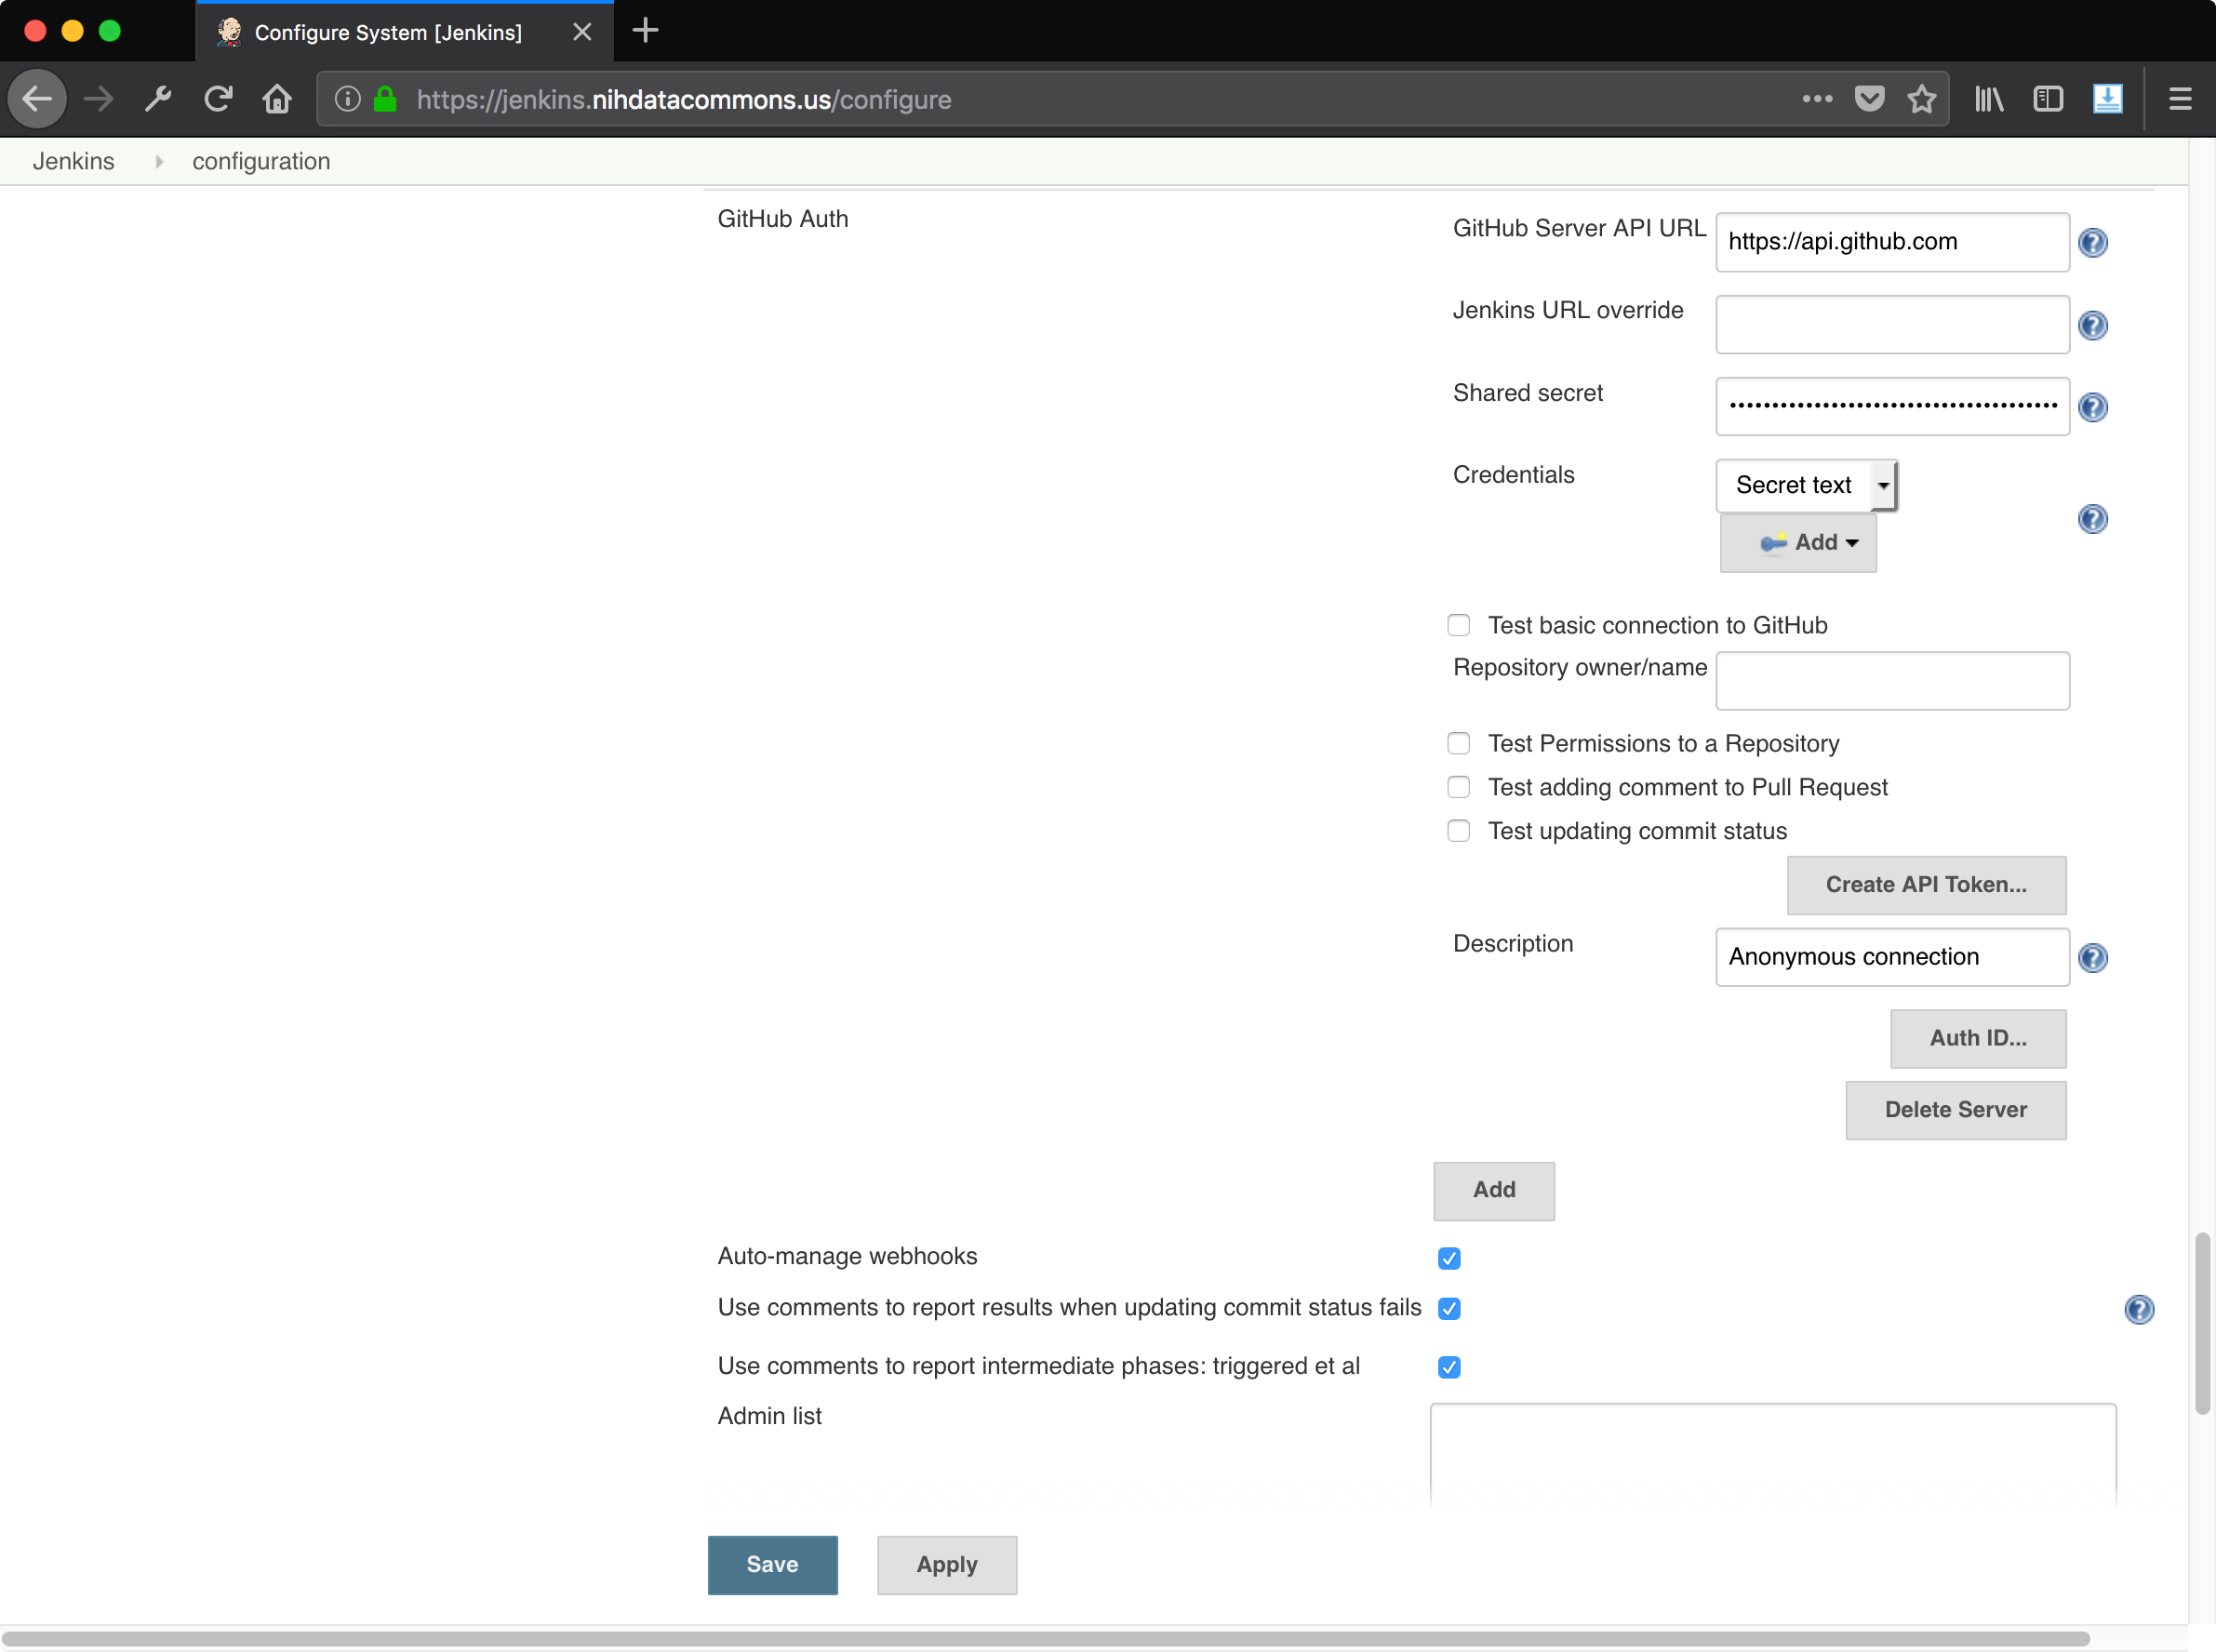 Configure System [Jenkins]
https://jenkins.nihdatacommons.us/configure
Jenkins configuration
GitHub Auth
GitHub Server API URL https://api.github.com
Jenkins URL override
Shared secret ••••••••••••••••••••••••••••••••••••••••
Credentials Secret text
Add
Test basic connection to GitHub
Repository owner/name
Test Permissions to a Repository
Test adding comment to Pull Request
Test updating commit status
Create API Token...
Description Anonymous connection
Auth ID...
Delete Server
Add
Auto-manage webhooks
Use comments to report results when updating commit status fails
Use comments to report intermediate phases: triggered et al
Admin list
Save Apply